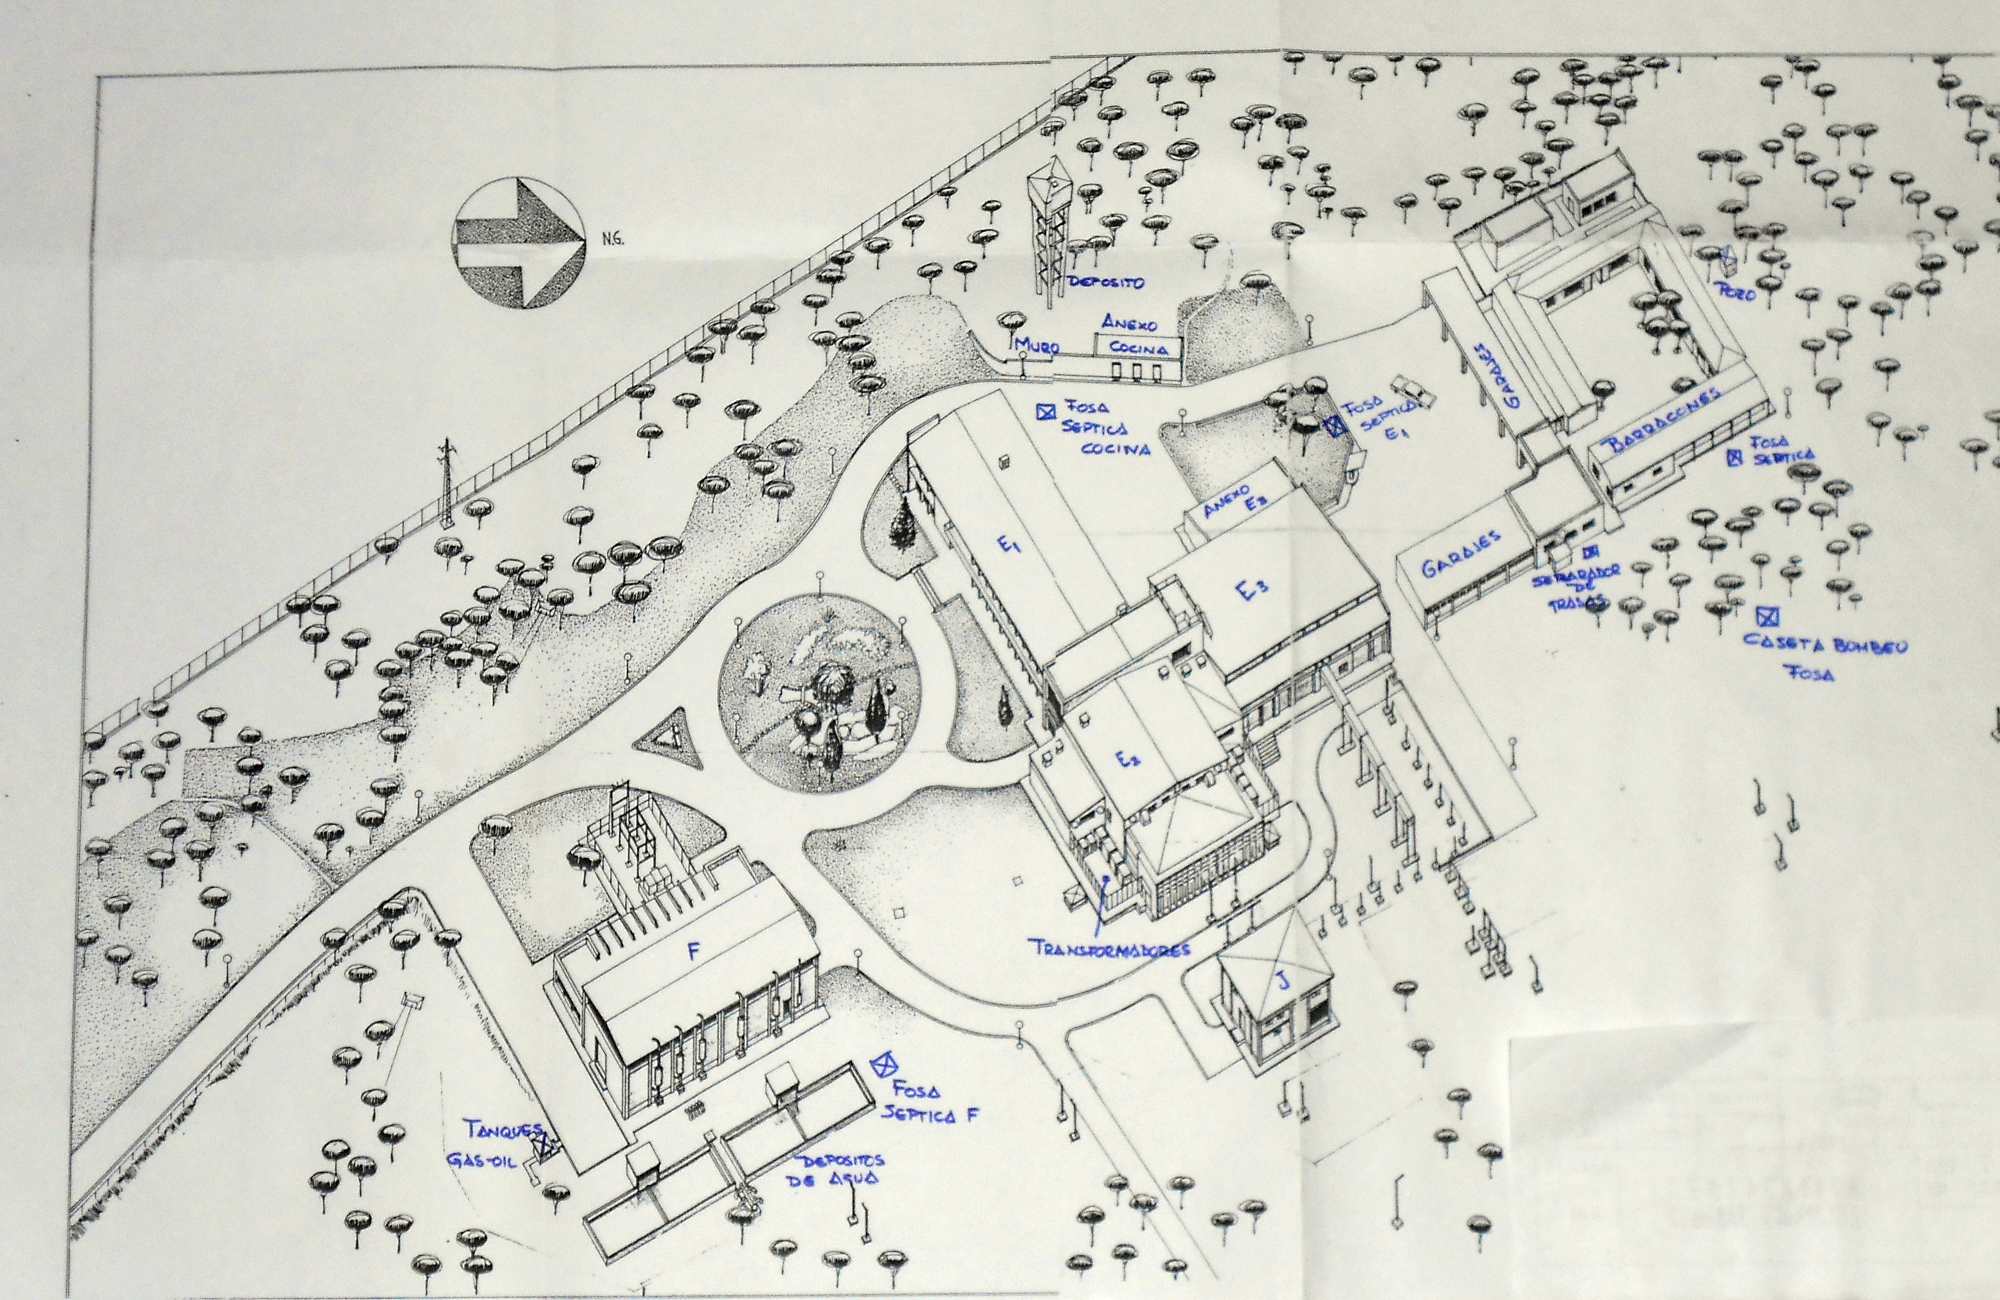 N.G.
DEPOSITO
POZO
ANEXO
COCINA
MURO
GARAJES
FOSA
SEPTICA
COCINA
FOSA
SEPTICA
E1
BARRACONES
FOSA
SEPTICA
ANEXO
E3
E1
GARAJES
E3
SEPARADOR
DE
GRASAS
CASETA BOMBEO
FOSA
E2
F
TRANSFORMADORES
J
FOSA
SEPTICA F
TANQUES
GAS-OIL
DEPOSITOS
DE AGUA